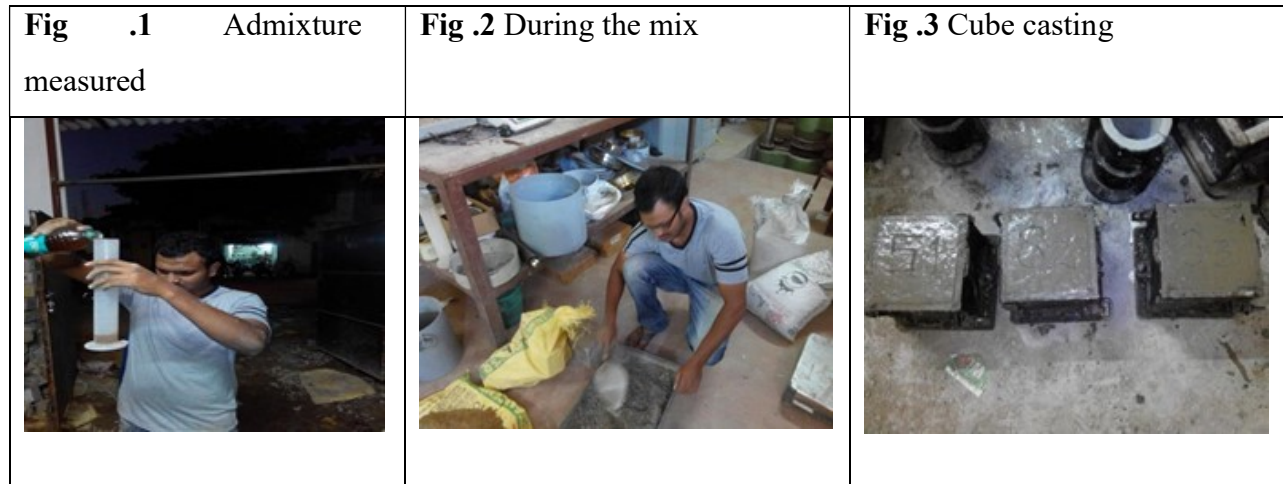 Fig .1 Admixture
measured
Fig .2 During the mix
Fig .3 Cube casting